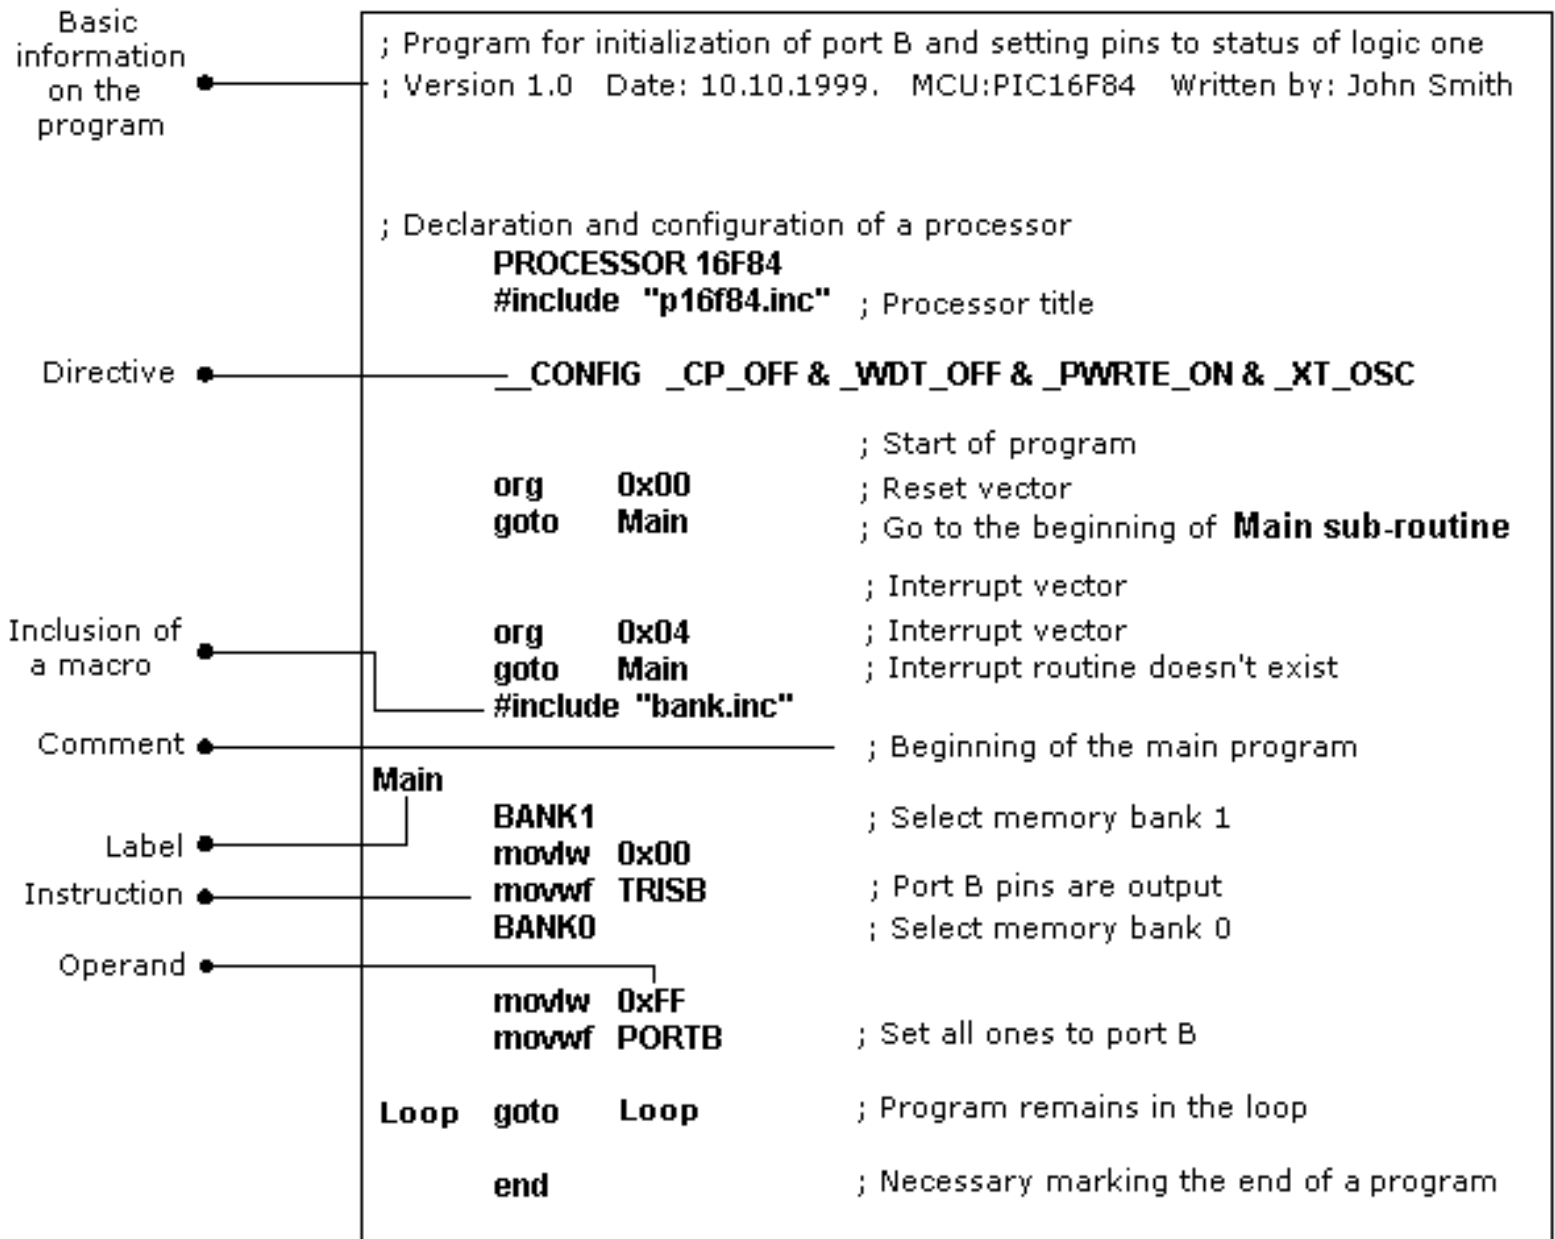 Basic
information
on the
program
; Program for initialization of port B and setting pins to status of logic one
; Version 1.0 Date: 10.10.1999. MCU:PIC16F84 Written by: John Smith
; Declaration and configuration of a processor
PROCESSOR 16F84
#include "p16f84.inc" ; Processor title
Directive
__CONFIG _CP_OFF & _WDT_OFF & _PWRTE_ON & _XT_OSC
; Start of program
org 0x00 ; Reset vector
goto Main ; Go to the beginning of Main sub-routine
; Interrupt vector
Inclusion of
a macro
org 0x04 ; Interrupt vector
goto Main ; Interrupt routine doesn't exist
#include "bank.inc"
Comment
; Beginning of the main program
Main
BANK1 ; Select memory bank 1
Label
movlw 0x00
Instruction
movwf TRISB ; Port B pins are output
BANK0 ; Select memory bank 0
Operand
movlw 0xFF
movwf PORTB ; Set all ones to port B
Loop goto Loop ; Program remains in the loop
end ; Necessary marking the end of a program